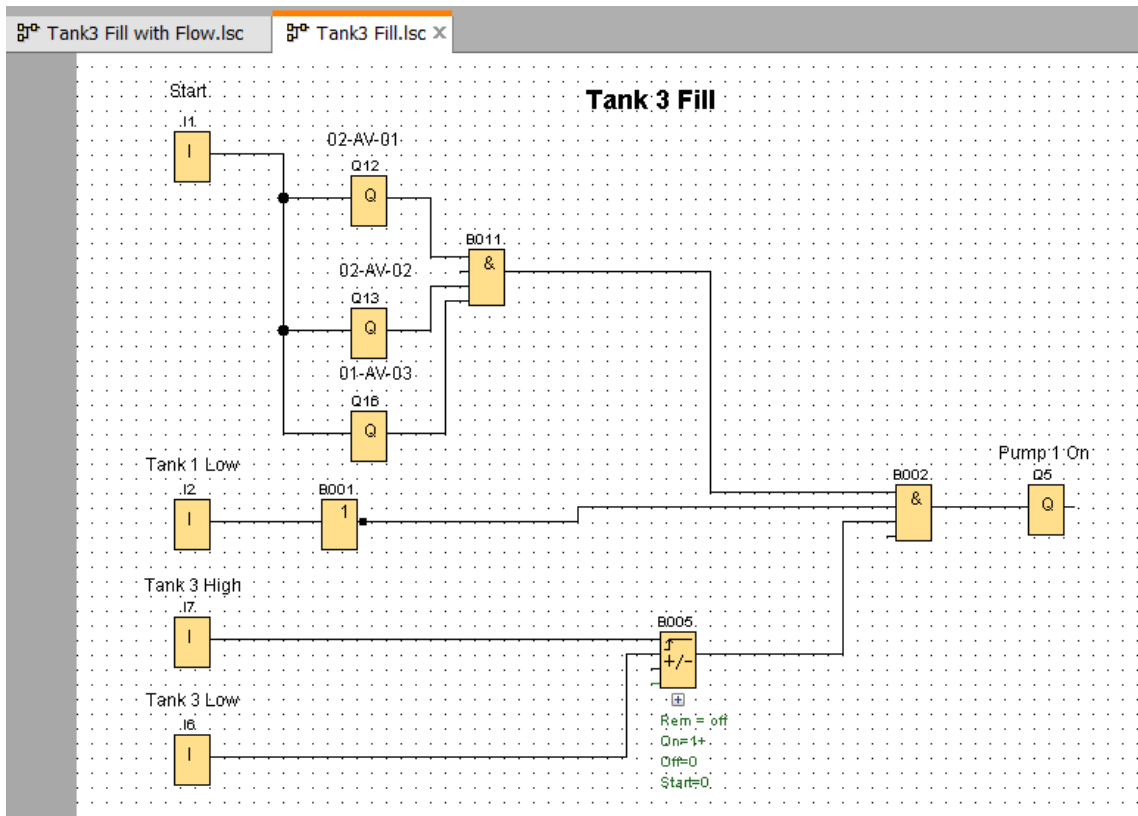 Tank3 Fill with Flow.lsc
Tank3 Fill.lsc
Tank 3 Fill
Start
I1
I
02-AV-01
Q12
Q
B011
&
02-AV-02
Q13
Q
01-AV-03
Q16
Q
Tank 1 Low
I2
I
B001
1
B002
&
Pump 1 On
Q5
Q
Tank 3 High
I7
I
B005
+/-
Tank 3 Low
I6
I
Rem = off
On=1+
Off=0
Start=0